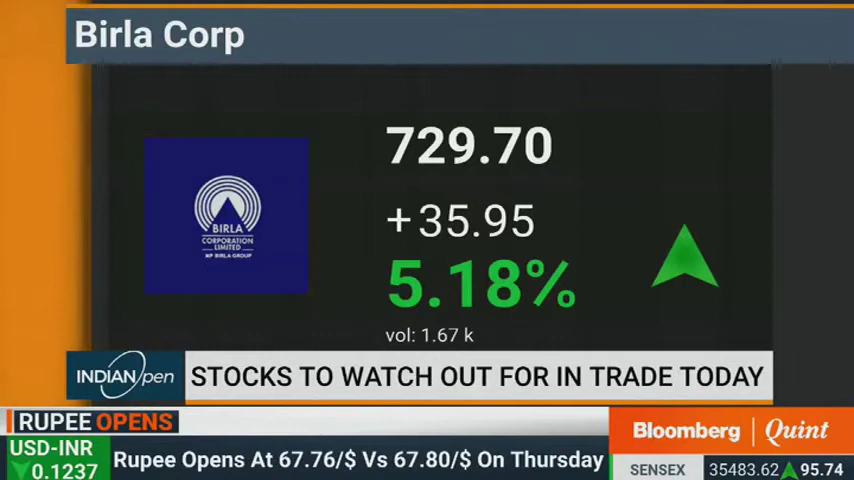 Birla Corp
729.70
+35.95
5.18%
vol: 1.67 k
BIRLA
CORPORATION
LIMITED
MP BIRLA GROUP
INDIAN Open
STOCKS TO WATCH OUT FOR IN TRADE TODAY
RUPEE OPENS
USD-INR
0.1237
Rupee Opens At 67.76/$ Vs 67.80/$ On Thursday
Bloomberg | Quint
SENSEX 35483.62 95.74